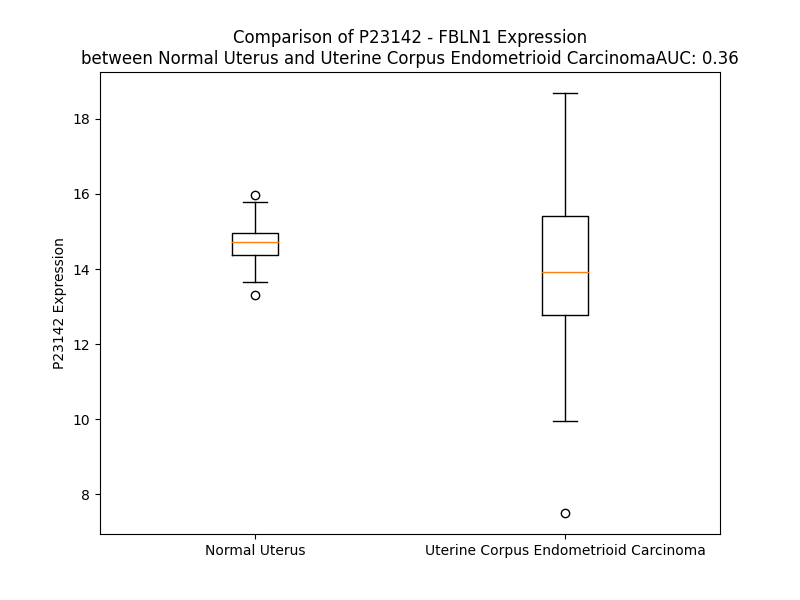 Comparison of P23142 - FBLN1 Expression
between Normal Uterus and Uterine Corpus Endometrioid CarcinomaAUC: 0.36
18
16
14
12
10
8
P23142 Expression
Normal Uterus
Uterine Corpus Endometrioid Carcinoma